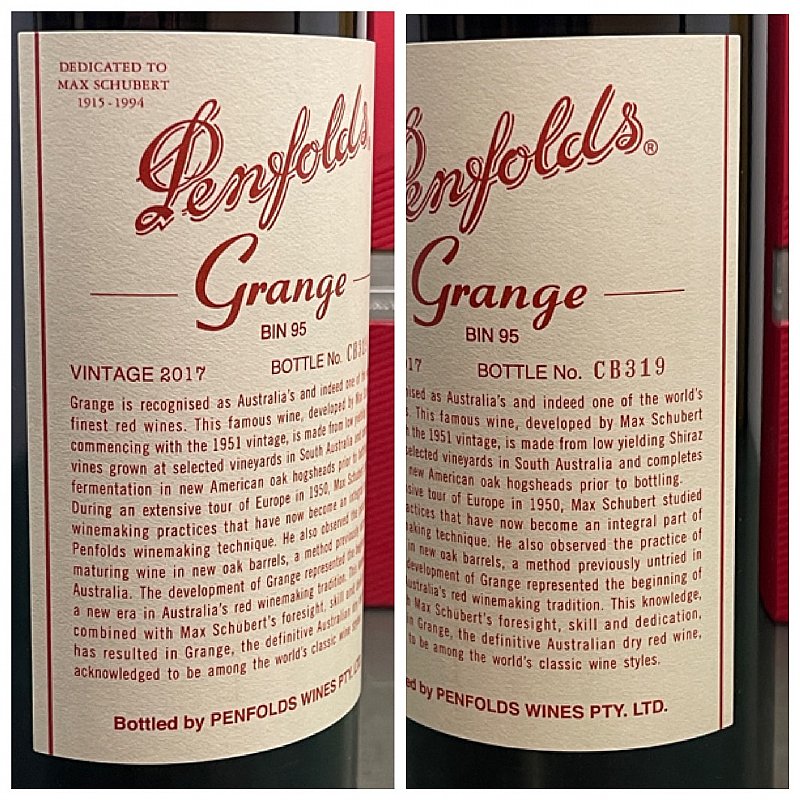 DEDICATED TO
MAX SCHUBERT
1915 - 1994
Penfolds
Grange
BIN 95
VINTAGE 2017 BOTTLE No.
Grange is recognised as Australia's and indeed one of the
finest red wines. This famous wine, developed by Max
commencing with the 1951 vintage, is made from low yielding
vines grown at selected vineyards in South Australia and
fermentation in new American oak hogsheads prior to
During an extensive tour of Europe in 1950, Max Schubert
winemaking practices that have now become an integral
Penfolds winemaking technique. He also observed the
maturing wine in new oak barrels, a method previously
Australia. The development of Grange represented the
a new era in Australia's red winemaking tradition. This
combined with Max Schubert's foresight, skill and
has resulted in Grange, the definitive Australian
acknowledged to be among the world's classic wine
Bottled by PENFOLDS WINES PTY. LTD.
Penfolds®
Grange
BIN 95
BOTTLE No. CB319
as Australia's and indeed one of the world's
This famous wine, developed by Max Schubert
the 1951 vintage, is made from low yielding Shiraz
selected vineyards in South Australia and completes
new American oak hogsheads prior to bottling.
tour of Europe in 1950, Max Schubert studied
that have now become an integral part of
technique. He also observed the practice of
in new oak barrels, a method previously untried in
development of Grange represented the beginning of
red winemaking tradition. This knowledge,
Max Schubert's foresight, skill and dedication,
in Grange, the definitive Australian dry red wine,
to be among the world's classic wine styles.
by PENFOLDS WINES PTY. LTD.